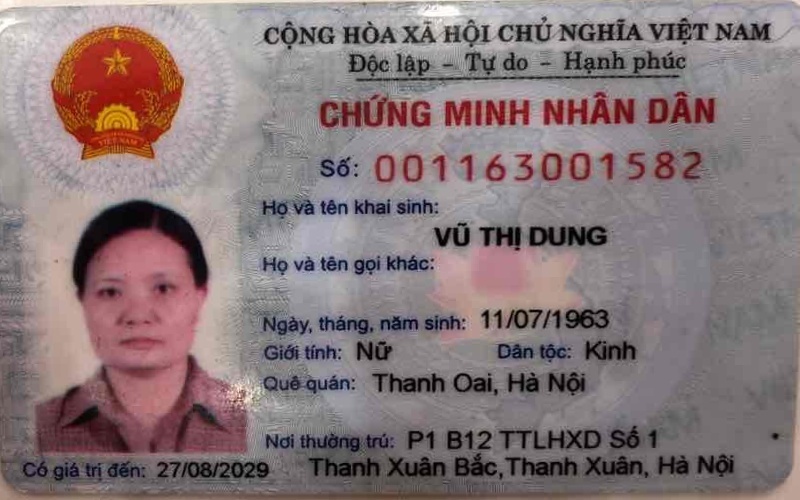 CỘNG HÒA XÃ HỘI CHỦ NGHĨA VIỆT NAM
Độc lập - Tự do - Hạnh phúc
CHỨNG MINH NHÂN DÂN
Số: 001163001582
Họ và tên khai sinh:
VŨ THỊ DUNG
Họ và tên gọi khác:
Ngày, tháng, năm sinh: 11/07/1963
Giới tính: Nữ Dân tộc: Kinh
Quê quán: Thanh Oai, Hà Nội
Nơi thường trú: P1 B12 TTLHXD Số 1
Thanh Xuân Bắc,Thanh Xuân, Hà Nội
Có giá trị đến: 27/08/2029